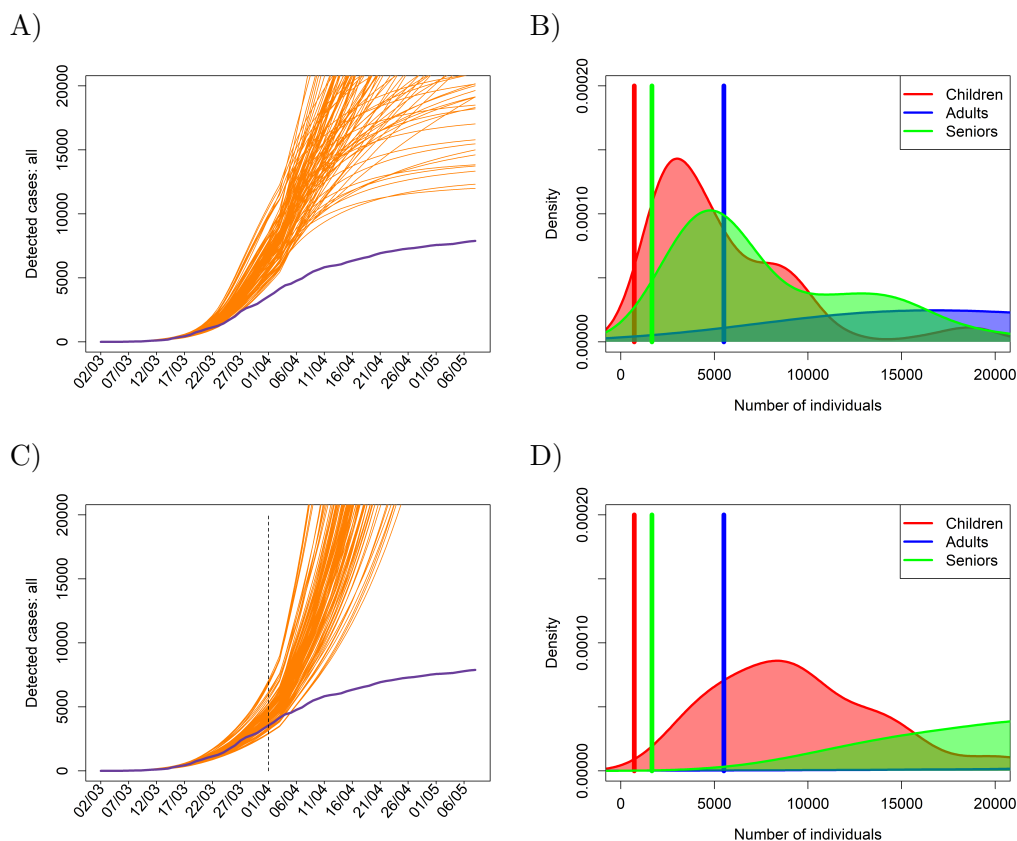 A)
Detected cases: all
20000
15000
10000
5000
0
02/03 07/03 12/03 17/03 22/03 27/03 01/04 06/04 11/04 16/04 21/04 26/04 01/05 06/05
B)
Density
0.00020
0.00010
0.00000
Children
Adults
Seniors
0 5000 10000 15000 20000
Number of individuals
C)
Detected cases: all
20000
15000
10000
5000
0
02/03 07/03 12/03 17/03 22/03 27/03 01/04 06/04 11/04 16/04 21/04 26/04 01/05 06/05
D)
Density
0.00020
0.00010
0.00000
Children
Adults
Seniors
0 5000 10000 15000 20000
Number of individuals